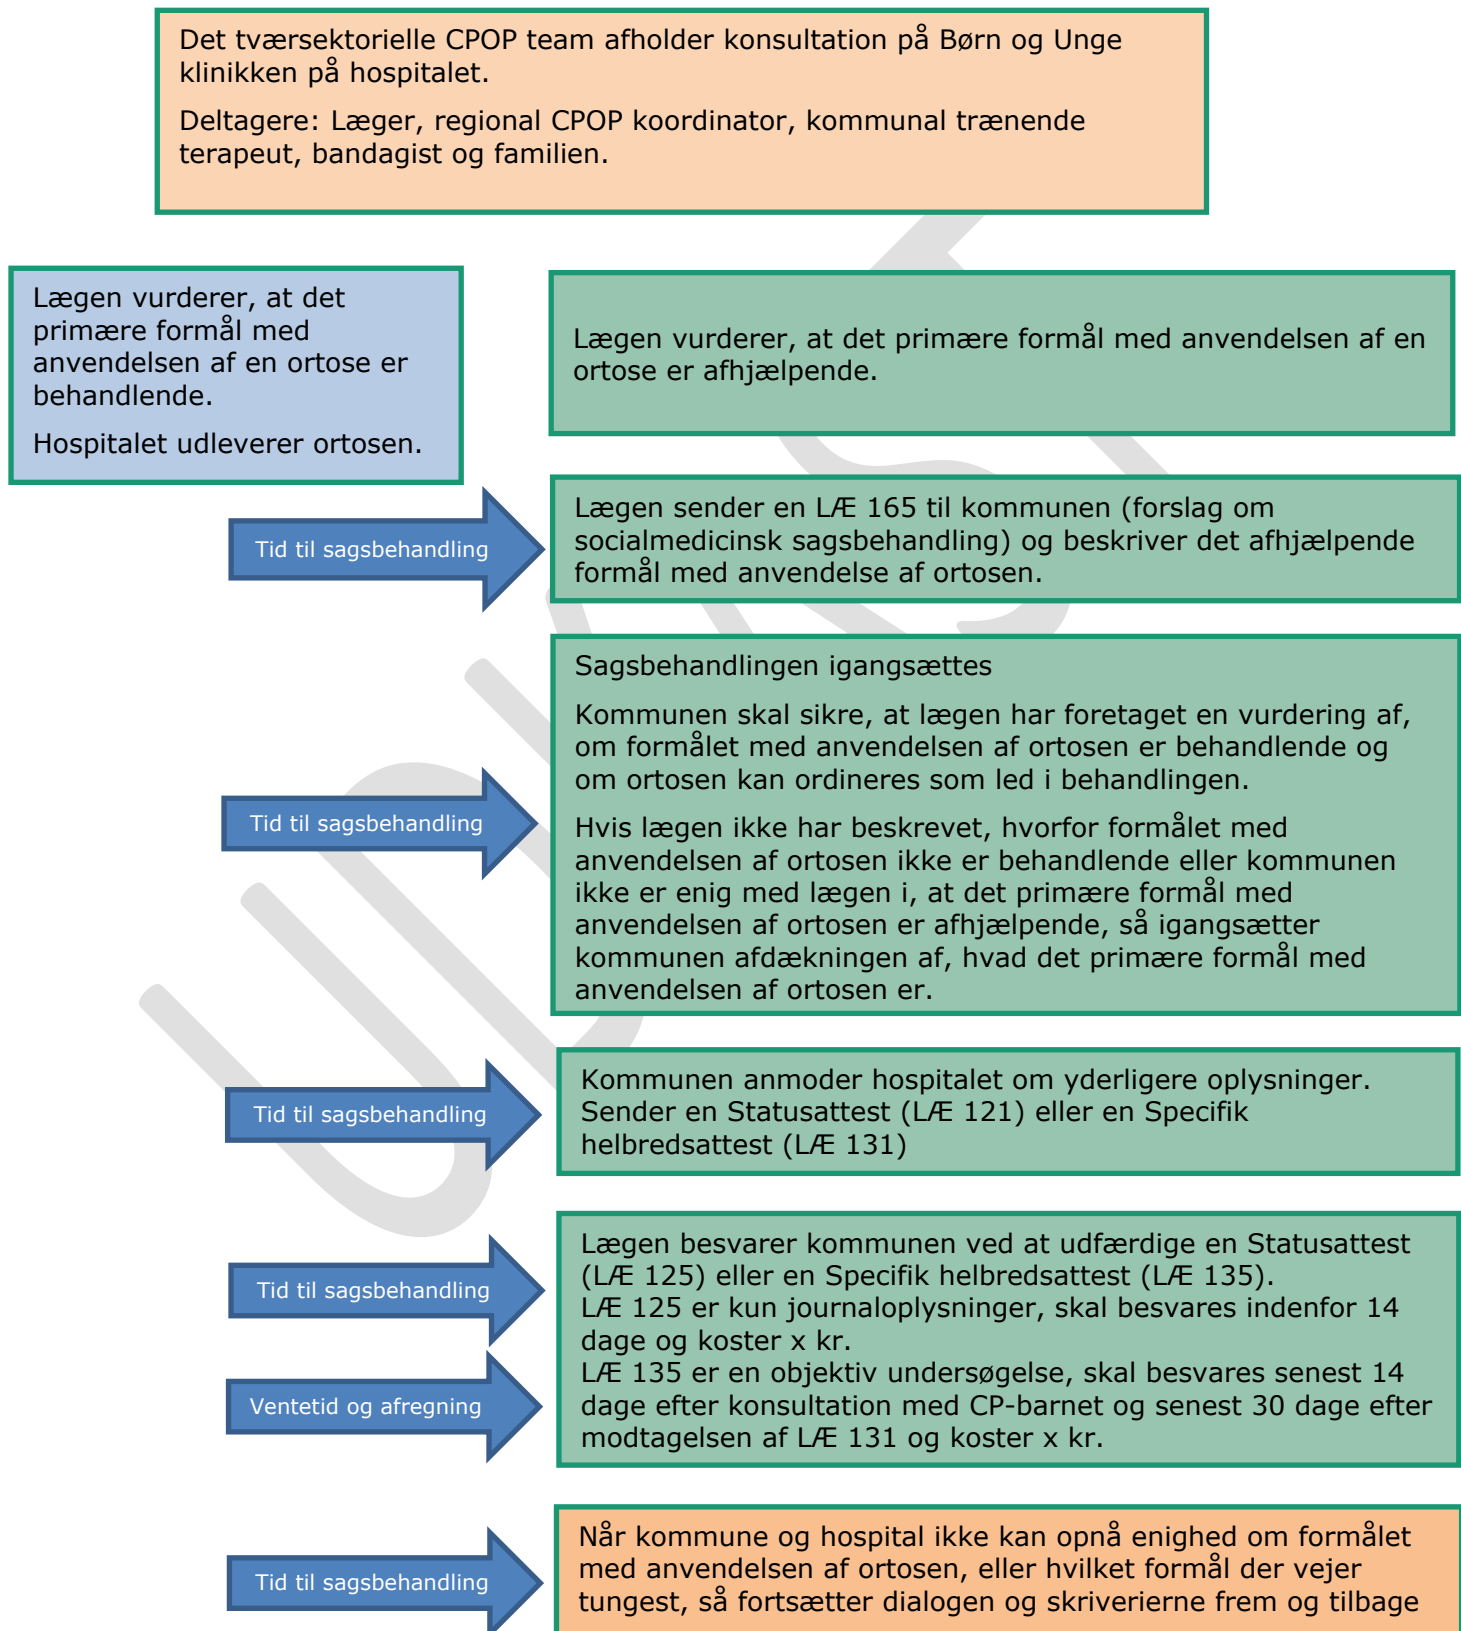 Det tværsektorielle CPOP team afholder konsultation på Børn og Unge
klinikken på hospitalet.
Deltagere: Læger, regional CPOP koordinator, kommunal trænende
terapeut, bandagist og familien.
Lægen vurderer, at det
primære formål med
anvendelsen af en ortose er
behandlende.
Hospitalet udleverer ortosen.
Lægen vurderer, at det primære formål med anvendelsen af en
ortose er afhjælpende.
Tid til sagsbehandling
Lægen sender en LÆ 165 til kommunen (forslag om
socialmedicinsk sagsbehandling) og beskriver det afhjælpende
formål med anvendelse af ortosen.
Tid til sagsbehandling
Sagsbehandlingen igangsættes
Kommunen skal sikre, at lægen har foretaget en vurdering af,
om formålet med anvendelsen af ortosen er behandlende og
om ortosen kan ordineres som led i behandlingen.
Hvis lægen ikke har beskrevet, hvorfor formålet med
anvendelsen af ortosen ikke er behandlende eller kommunen
ikke er enig med lægen i, at det primære formål med
anvendelsen af ortosen er afhjælpende, så igangsætter
kommunen afdækningen af, hvad det primære formål med
anvendelsen af ortosen er.
Tid til sagsbehandling
Kommunen anmoder hospitalet om yderligere oplysninger.
Sender en Statusattest (LÆ 121) eller en Specifik
helbredsattest (LÆ 131)
Tid til sagsbehandling
Ventetid og afregning
Lægen besvarer kommunen ved at udfærdige en Statusattest
(LÆ 125) eller en Specifik helbredsattest (LÆ 135).
LÆ 125 er kun journaloplysninger, skal besvares indenfor 14
dage og koster x kr.
LÆ 135 er en objektiv undersøgelse, skal besvares senest 14
dage efter konsultation med CP-barnet og senest 30 dage efter
modtagelsen af LÆ 131 og koster x kr.
Tid til sagsbehandling
Når kommune og hospital ikke kan opnå enighed om formålet
med anvendelsen af ortosen, eller hvilket formål der vejer
tungest, så fortsætter dialogen og skriverierne frem og tilbage